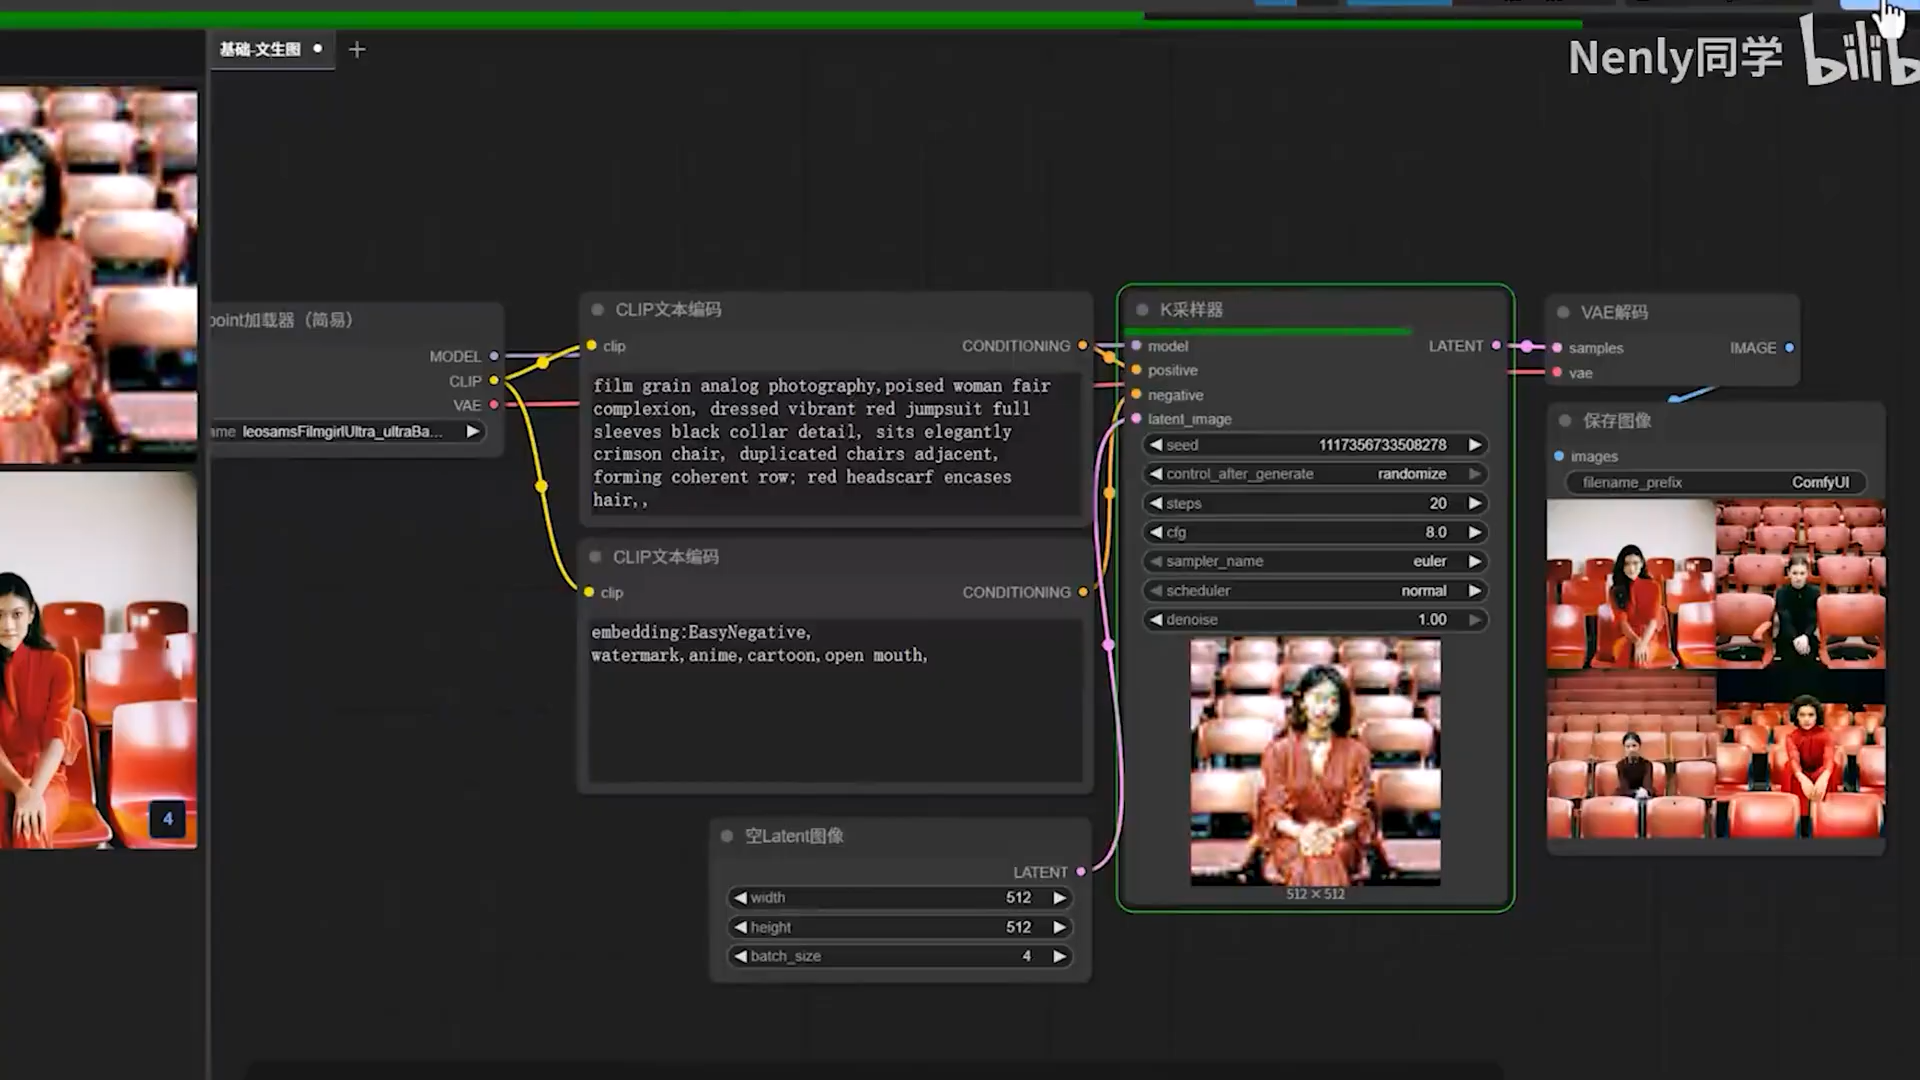 基础-文生图
Nenly同学 bilib
point加载器（简易）
MODEL
CLIP
VAE
ame leosamsFilmgirlUltra_ultraBa...
CLIP文本编码
clip
CONDITIONING
film grain analog photography,poised woman fair
complexion, dressed vibrant red jumpsuit full
sleeves black collar detail, sits elegantly
crimson chair, duplicated chairs adjacent,
forming coherent row; red headscarf encases
hair,,
CLIP文本编码
clip
CONDITIONING
embedding:EasyNegative,
watermark,anime,cartoon,open mouth,
空Latent图像
LATENT
width 512
height 512
batch_size 4
K采样器
model
LATENT
positive
negative
latent_image
seed 1117356733508278
control_after_generate randomize
steps 20
cfg 8.0
sampler_name euler
scheduler normal
denoise 1.00
512 × 512
VAE解码
samples
IMAGE
vae
保存图像
images
filename_prefix ComfyUI
4